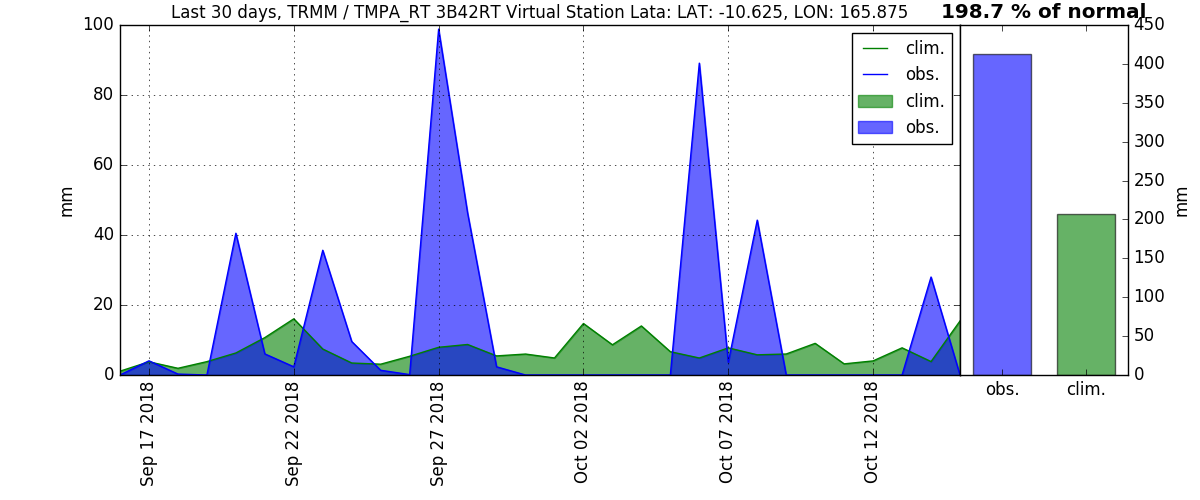 Last 30 days, TRMM / TMPA_RT 3B42RT Virtual Station Lata: LAT: -10.625, LON: 165.875
198.7 % of normal
mm
100
80
60
40
20
0
clim.
obs.
clim.
obs.
Sep 17 2018
Sep 22 2018
Sep 27 2018
Oct 02 2018
Oct 07 2018
Oct 12 2018
450
400
350
300
250
200
150
100
50
0
mm
obs.
clim.